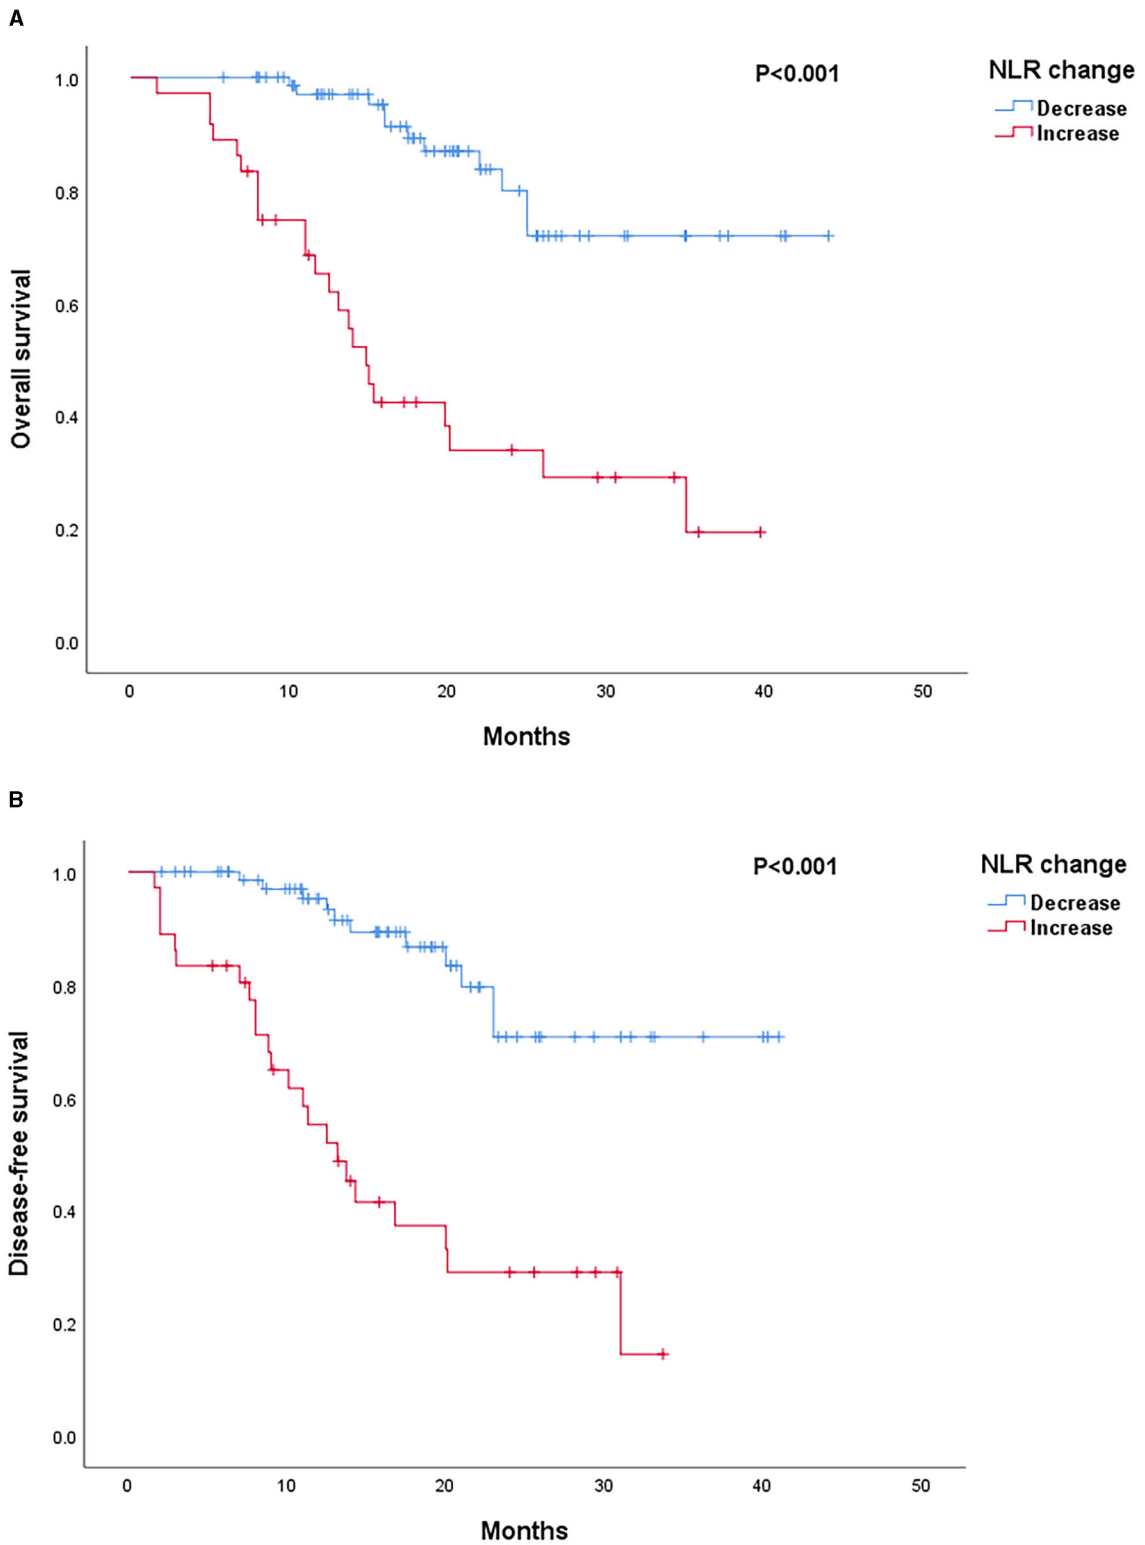 A
P<0.001
NLR change
Decrease
Increase
1.0
0.8
0.6
0.4
0.2
0.0
Overall survival
0 10 20 30 40 50
Months
B
P<0.001
NLR change
Decrease
Increase
1.0
0.8
0.6
0.4
0.2
0.0
Disease-free survival
0 10 20 30 40 50
Months